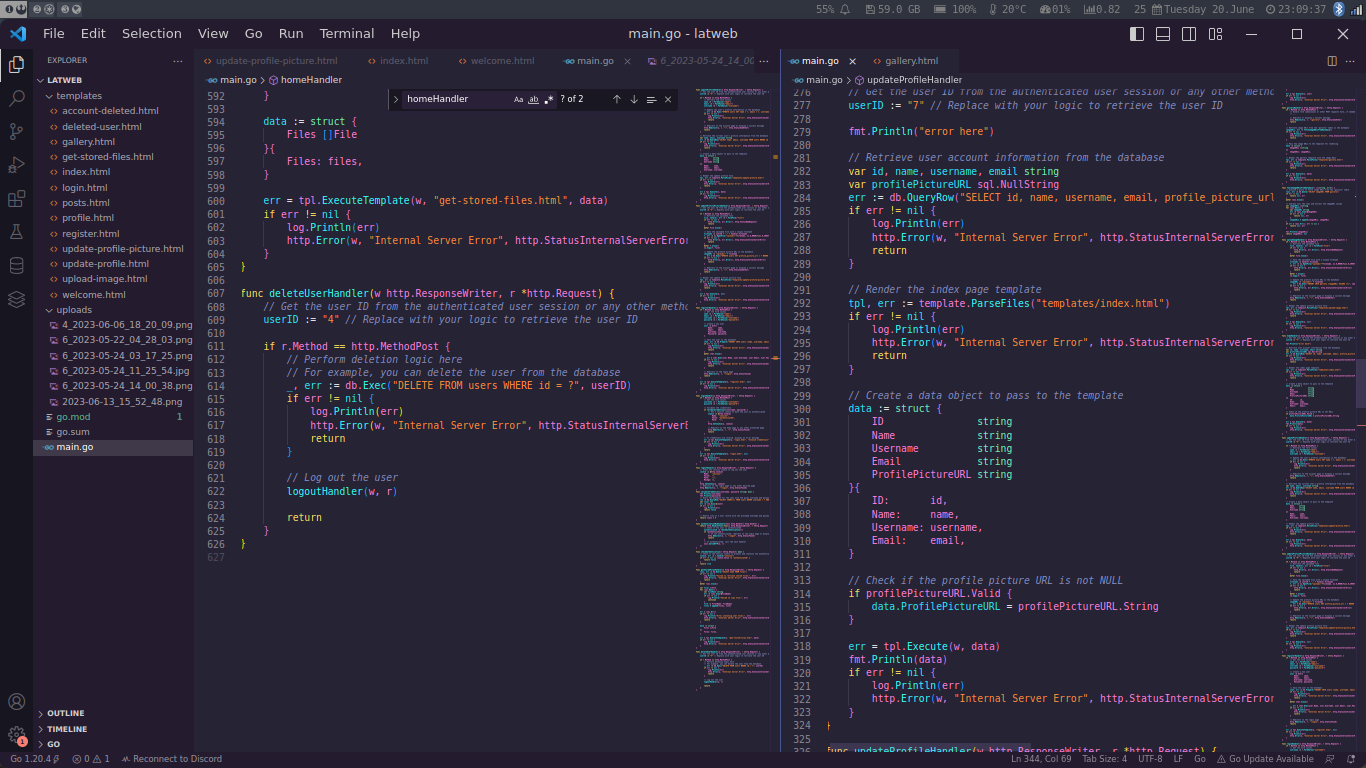 1 2 3 55% 59.0 GB 100% 20°C 01% 0.82 25 Tuesday 20.June 23:09:37
File Edit Selection View Go Run Terminal Help main.go - latweb
EXPLORER ···
LATWEB
templates
account-deleted.html
deleted-user.html
gallery.html
get-stored-files.html
index.html
login.html
posts.html
profile.html
register.html
update-profile-picture.html
update-profile.html
upload-image.html
welcome.html
uploads
4_2023-06-06_18_20_09.png
6_2023-05-22_04_28_03.png
6_2023-05-24_03_17_25.png
6_2023-05-24_11_25_54.jpg
6_2023-05-24_14_00_38.png
2023-06-13_15_52_48.png
go.mod 1
go.sum
main.go
OUTLINE
TIMELINE
GO
1
update-profile-picture.html index.html welcome.html main.go × 6_2023-05-24_14_00 ···
main.go > homeHandler
homeHandler Aa ab .* ? of 2
592 }
593
594 data := struct {
595 Files []File
596 }{
597 Files: files,
598 }
599
600 err = tpl.ExecuteTemplate(w, "get-stored-files.html", data)
601 if err != nil {
602 log.Println(err)
603 http.Error(w, "Internal Server Error", http.StatusInternalServerErro
604 }
605 }
606
607 func deleteUserHandler(w http.ResponseWriter, r *http.Request) {
608 // Get the user ID from the authenticated user session or any other metho
609 userID := "4" // Replace with your logic to retrieve the user ID
610
611 if r.Method == http.MethodPost {
612 // Perform deletion logic here
613 // For example, you can delete the user from the database
614 _, err := db.Exec("DELETE FROM users WHERE id = ?", userID)
615 if err != nil {
616 log.Println(err)
617 http.Error(w, "Internal Server Error", http.StatusInternalServerE
618 return
619 }
620
621 // Log out the user
622 logoutHandler(w, r)
623
624 return
625 }
626 }
627
main.go × gallery.html ···
main.go > updateProfileHandler
276 // Get the user ID from the authenticated user session or any other metho
277 userID := "7" // Replace with your logic to retrieve the user ID
278
279 fmt.Println("error here")
280
281 // Retrieve user account information from the database
282 var id, name, username, email string
283 var profilePictureURL sql.NullString
284 err := db.QueryRow("SELECT id, name, username, email, profile_picture_url
285 if err != nil {
286 log.Println(err)
287 http.Error(w, "Internal Server Error", http.StatusInternalServerError
288 return
289 }
290
291 // Render the index page template
292 tpl, err := template.ParseFiles("templates/index.html")
293 if err != nil {
294 log.Println(err)
295 http.Error(w, "Internal Server Error", http.StatusInternalServerError
296 return
297 }
298
299 // Create a data object to pass to the template
300 data := struct {
301 ID string
302 Name string
303 Username string
304 Email string
305 ProfilePictureURL string
306 }{
307 ID: id,
308 Name: name,
309 Username: username,
310 Email: email,
311 }
312
313 // Check if the profile picture URL is not NULL
314 if profilePictureURL.Valid {
315 data.ProfilePictureURL = profilePictureURL.String
316 }
317
318 err = tpl.Execute(w, data)
319 fmt.Println(data)
320 if err != nil {
321 log.Println(err)
322 http.Error(w, "Internal Server Error", http.StatusInternalServerError
323 }
324 }
325
326 func updateProfileHandler(w http.ResponseWriter, r *http.Request) {
Go 1.20.4 0 1 Reconnect to Discord Ln 344, Col 69 Tab Size: 4 UTF-8 LF Go Go Update Available